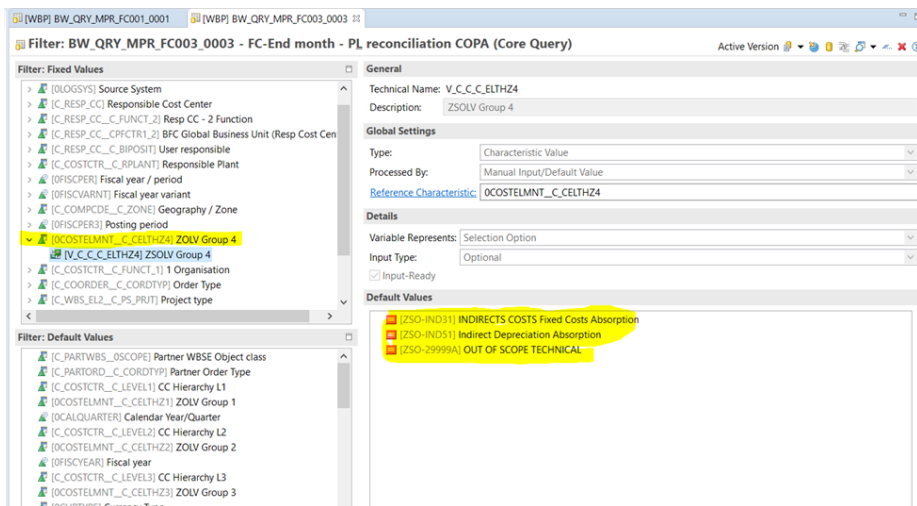 [WBP] BW_QRY_MPR_FC001_0001
[WBP] BW_QRY_MPR_FC003_0003
Filter: BW_QRY_MPR_FC003_0003 - FC-End month - PL reconciliation COPA (Core Query)
Active Version
Filter: Fixed Values
[0LOGSYS] Source System
[C_RESP_CC] Responsible Cost Center
[C_RESP_CC__C_FUNCT_2] Resp CC - 2 Function
[C_RESP_CC__CPFCTR1_2] BFC Global Business Unit (Resp Cost Cen
[C_RESP_CC__C_BIPOSIT] User responsible
[C_COSTCTR__C_RPLANT] Responsible Plant
[0FISCPER] Fiscal year / period
[0FISCVARNT] Fiscal year variant
[C_COMPCDE__C_ZONE] Geography / Zone
[0FISCPER3] Posting period
[0COSTELMNT__C_CELTHZ4] ZOLV Group 4
[V_C_C_C_ELTHZ4] ZSOLV Group 4
[C_COSTCTR__C_FUNCT_1] 1 Organisation
[C_COORDER__C_CORDTYP] Order Type
[C_WBS_EL2__C_PS_PRJT] Project type
Filter: Default Values
[C_PARTWBS__0SCOPE] Partner WBSE Object class
[C_PARTORD__C_CORDTYP] Partner Order Type
[C_COSTCTR__C_LEVEL1] CC Hierarchy L1
[0COSTELMNT__C_CELTHZ1] ZOLV Group 1
[0CALQUARTER] Calendar Year/Quarter
[C_COSTCTR__C_LEVEL2] CC Hierarchy L2
[0COSTELMNT__C_CELTHZ2] ZOLV Group 2
[0FISCYEAR] Fiscal year
[C_COSTCTR__C_LEVEL3] CC Hierarchy L3
[0COSTELMNT__C_CELTHZ3] ZOLV Group 3
General
Technical Name: V_C_C_C_ELTHZ4
Description: ZSOLV Group 4
Global Settings
Type: Characteristic Value
Processed By: Manual Input/Default Value
Reference Characteristic: 0COSTELMNT__C_CELTHZ4
Details
Variable Represents: Selection Option
Input Type: Optional
Input-Ready
Default Values
[ZSO-IND31] INDIRECTS COSTS Fixed Costs Absorption
[ZSO-IND51] Indirect Depreciation Absorption
[ZSO-29999A] OUT OF SCOPE TECHNICAL